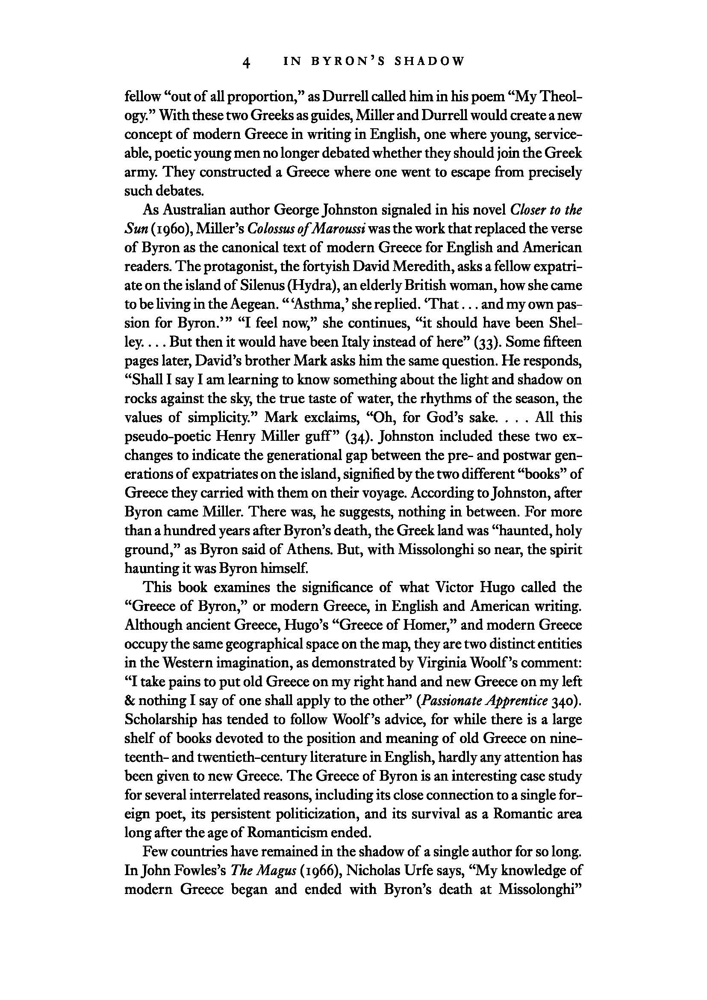 4 IN BYRON'S SHADOW
fellow “out of all proportion,” as Durrell called him in his poem “My Theol-
ogy.” With these two Greeks as guides, Miller and Durrell would create a new
concept of modern Greece in writing in English, one where young, service-
able, poetic young men no longer debated whether they should join the Greek
army. They constructed a Greece where one went to escape from precisely
such debates.
As Australian author George Johnston signaled in his novel Closer to the
Sun (1960), Miller’s Colossus of Maroussi was the work that replaced the verse
of Byron as the canonical text of modern Greece for English and American
readers. The protagonist, the fortyish David Meredith, asks a fellow expatri-
ate on the island of Silenus (Hydra), an elderly British woman, how she came
to be living in the Aegean. “ ‘Asthma,’ she replied. ‘That . . . and my own pas-
sion for Byron.’” “I feel now,” she continues, “it should have been Shel-
ley. . . . But then it would have been Italy instead of here” (33). Some fifteen
pages later, David’s brother Mark asks him the same question. He responds,
“Shall I say I am learning to know something about the light and shadow on
rocks against the sky, the true taste of water, the rhythms of the season, the
values of simplicity.” Mark exclaims, “Oh, for God’s sake. . . . All this
pseudo-poetic Henry Miller guff” (34). Johnston included these two ex-
changes to indicate the generational gap between the pre- and postwar gen-
erations of expatriates on the island, signified by the two different “books” of
Greece they carried with them on their voyage. According to Johnston, after
Byron came Miller. There was, he suggests, nothing in between. For more
than a hundred years after Byron’s death, the Greek land was “haunted, holy
ground,” as Byron said of Athens. But, with Missolonghi so near, the spirit
haunting it was Byron himself.
This book examines the significance of what Victor Hugo called the
“Greece of Byron,” or modern Greece, in English and American writing.
Although ancient Greece, Hugo’s “Greece of Homer,” and modern Greece
occupy the same geographical space on the map, they are two distinct entities
in the Western imagination, as demonstrated by Virginia Woolf’s comment:
“I take pains to put old Greece on my right hand and new Greece on my left
& nothing I say of one shall apply to the other” (Passionate Apprentice 340).
Scholarship has tended to follow Woolf’s advice, for while there is a large
shelf of books devoted to the position and meaning of old Greece on nine-
teenth- and twentieth-century literature in English, hardly any attention has
been given to new Greece. The Greece of Byron is an interesting case study
for several interrelated reasons, including its close connection to a single for-
eign poet, its persistent politicization, and its survival as a Romantic area
long after the age of Romanticism ended.
Few countries have remained in the shadow of a single author for so long.
In John Fowles’s The Magus (1966), Nicholas Urfe says, “My knowledge of
modern Greece began and ended with Byron’s death at Missolonghi”